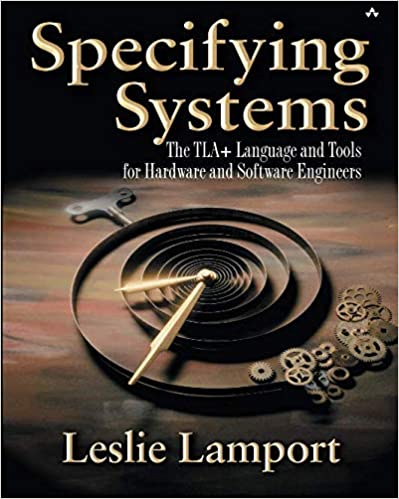 Specifying
Systems
The TLA+ Language and Tools
for Hardware and Software Engineers
Leslie Lamport